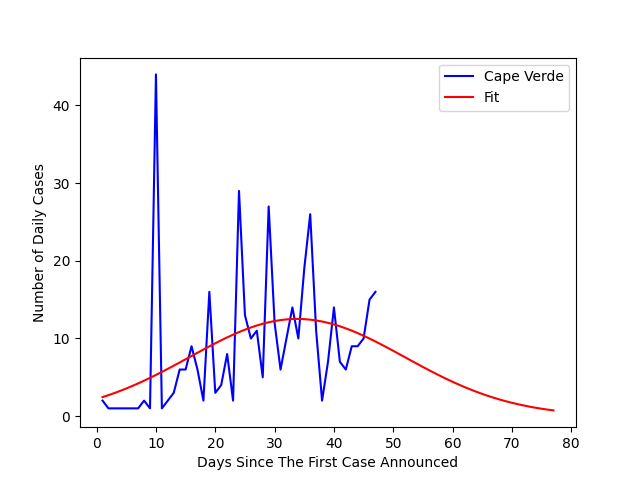 Cape Verde
Fit
Number of Daily Cases
40
30
20
10
0
0 10 20 30 40 50 60 70 80
Days Since The First Case Announced